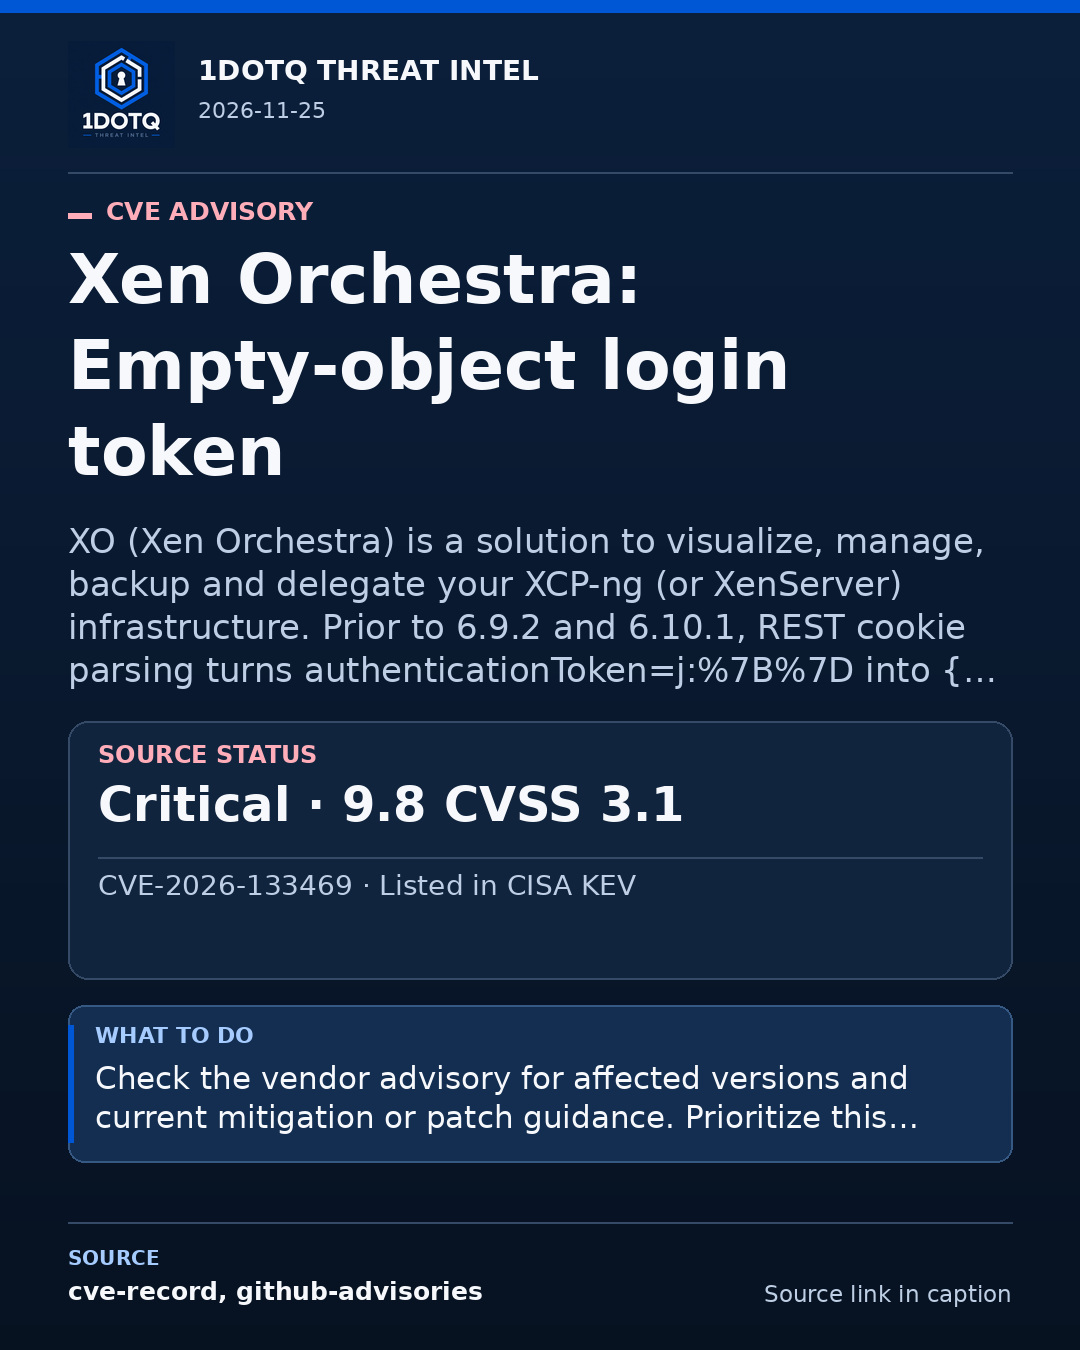 1DOTQ
THREAT INTEL
1DOTQ THREAT INTEL
2026-11-25
CVE ADVISORY
Xen Orchestra:
Empty-object login
token
XO (Xen Orchestra) is a solution to visualize, manage,
backup and delegate your XCP-ng (or XenServer)
infrastructure. Prior to 6.9.2 and 6.10.1, REST cookie
parsing turns authenticationToken=j:%7B%7D into {…
SOURCE STATUS
Critical · 9.8 CVSS 3.1
CVE-2026-133469 · Listed in CISA KEV
WHAT TO DO
Check the vendor advisory for affected versions and
current mitigation or patch guidance. Prioritize this…
SOURCE
cve-record, github-advisories
Source link in caption